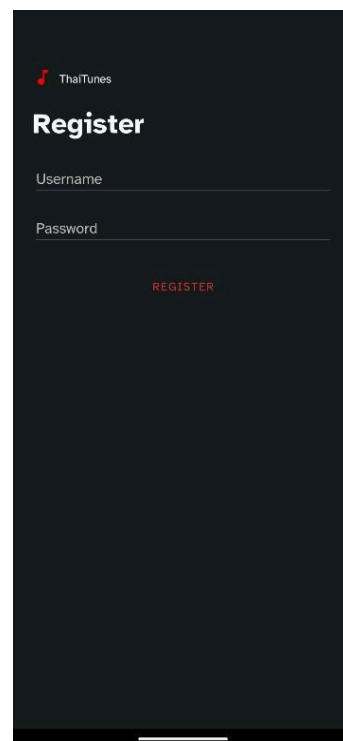 ThaiTunes
Register
Username
Password
REGISTER